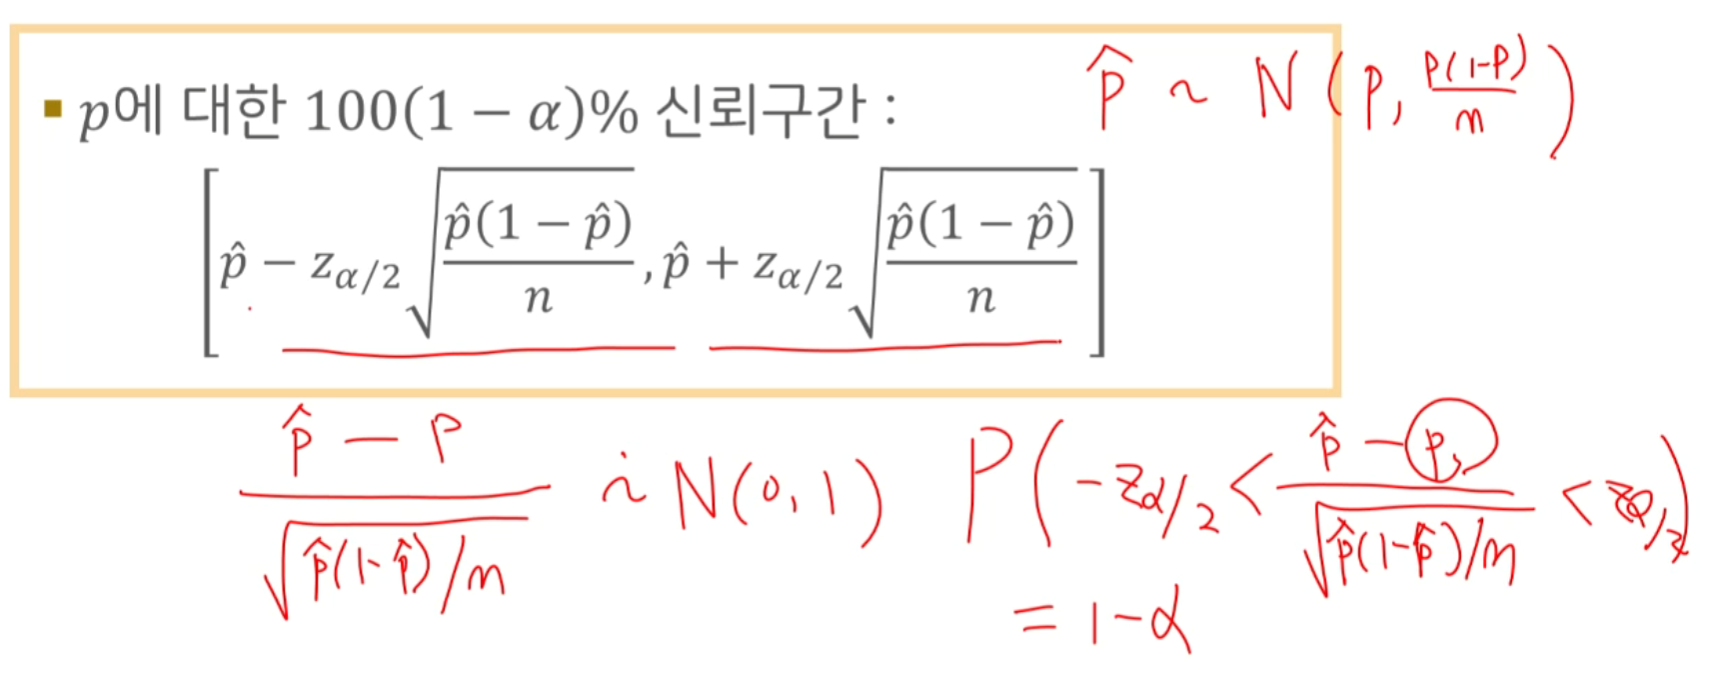 ▪ p에 대한 100(1 − α)% 신뢰구간 :
p̂ ~ N(p, p(1-p)/n)
[p̂ − z_{α/2} √(p̂(1 − p̂)/n), p̂ + z_{α/2} √(p̂(1 − p̂)/n)]
(p̂ − p)/√(p̂(1-p̂)/n) ~ N(0, 1)
P(-z_{α/2} < (p̂ − p)/√(p̂(1-p̂)/n) < z_{α/2})
= 1-α